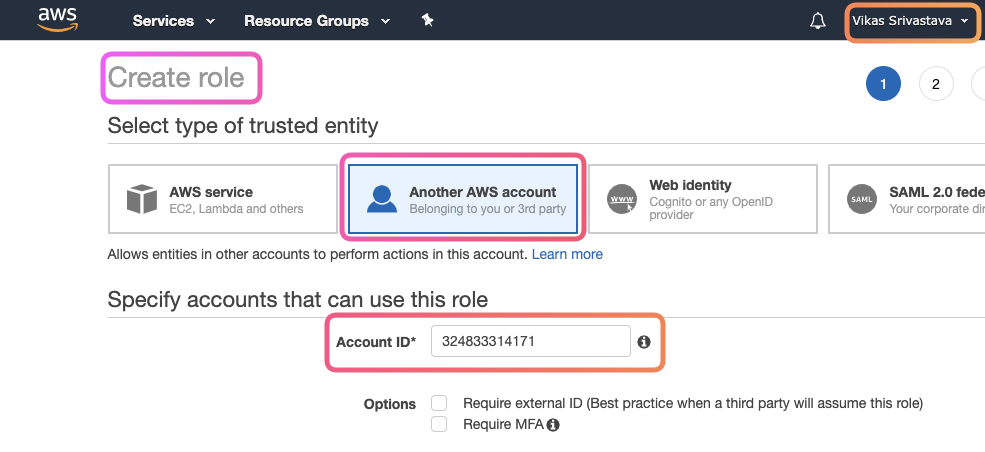 aws Services Resource Groups Vikas Srivastava
Create role
1 2
Select type of trusted entity
AWS service
EC2, Lambda and others
Another AWS account
Belonging to you or 3rd party
www
Web identity
Cognito or any OpenID
provider
SAML
SAML 2.0 fede
Your corporate di
Allows entities in other accounts to perform actions in this account. Learn more
Specify accounts that can use this role
Account ID* 324833314171
Options Require external ID (Best practice when a third party will assume this role)
Require MFA